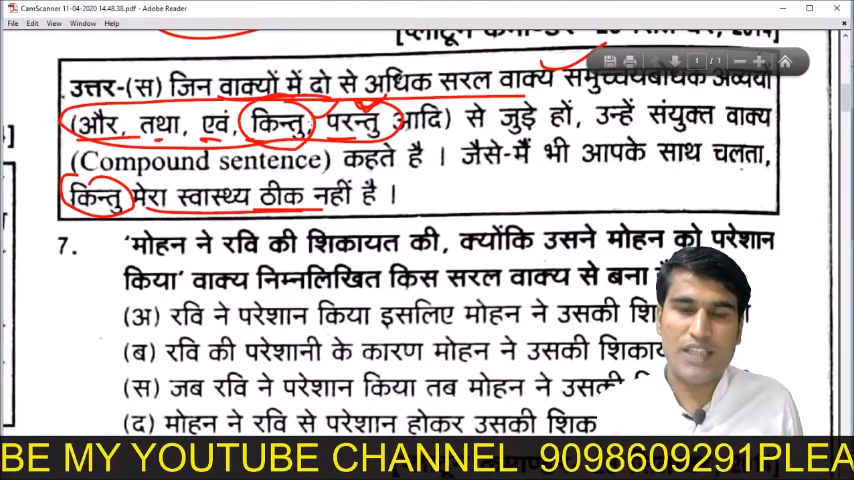 CamScanner 11-04-2020 14.48.38.pdf - Adobe Reader
File Edit View Window Help
1 / 3
उत्तर-(स) जिन वाक्यों में दो से अधिक सरल वाक्य समुच्चयबोधक अव्ययों
(और, तथा, एवं, किन्तु, परन्तु आदि) से जुड़े हों, उन्हें संयुक्त वाक्य
(Compound sentence) कहते है । जैसे-मैं भी आपके साथ चलता,
किन्तु मेरा स्वास्थ्य ठीक नहीं है ।
7. 'मोहन ने रवि की शिकायत की, क्योंकि उसने मोहन को परेशान
किया' वाक्य निम्नलिखित किस सरल वाक्य से बना
(अ) रवि ने परेशान किया इसलिए मोहन ने उसकी
(ब) रवि की परेशानी के कारण मोहन ने उसकी
(स) जब रवि ने परेशान किया तब मोहन ने उसकी
(द) मोहन ने रवि से परेशान होकर उसकी
BE MY YOUTUBE CHANNEL 9098609291PLEA